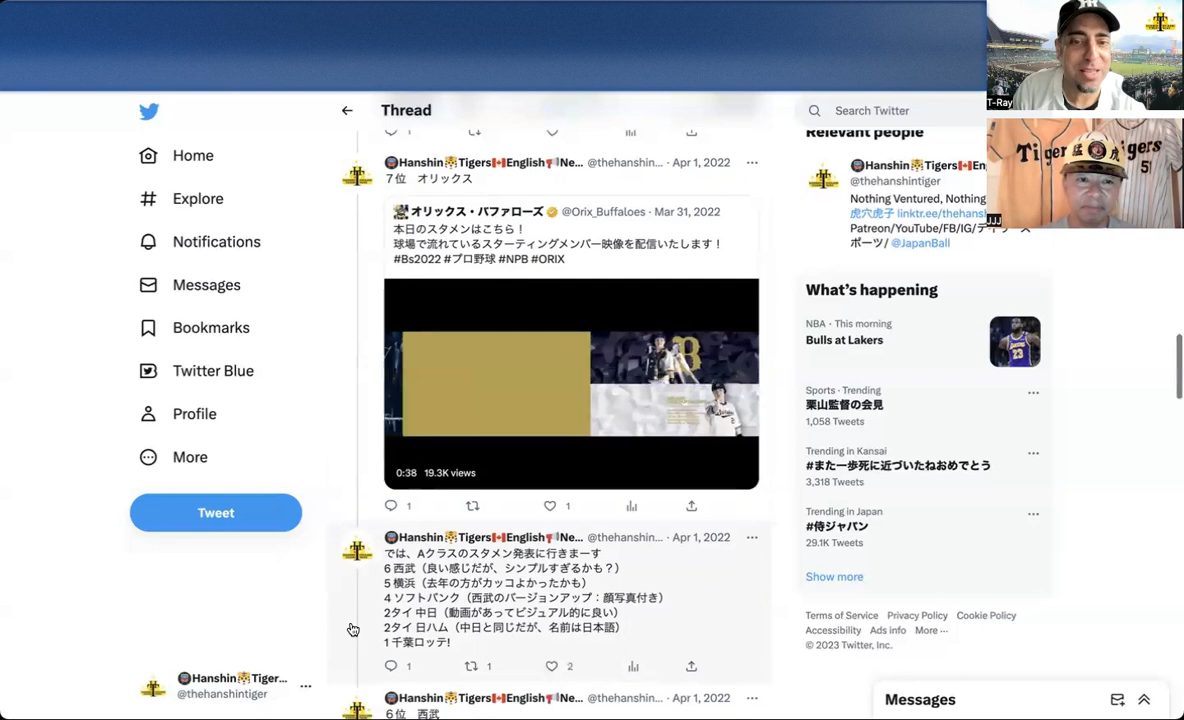 Home
Explore
Notifications
Messages
Bookmarks
Twitter Blue
Profile
More
Tweet
Hanshin🐯Tiger...
@thehanshintiger
Thread
Hanshin🐯Tigers🇨🇦English📢Ne... @thehanshin... · Apr 1, 2022
7位 オリックス
オリックス・バファローズ @Orix_Buffaloes · Mar 31, 2022
本日のスタメンはこちら！
球場で流れているスターティングメンバー映像を配信いたします！
#Bs2022 #プロ野球 #NPB #ORIX
0:38 19.3K views
1 1
Hanshin🐯Tigers🇨🇦English📢Ne... @thehanshin... · Apr 1, 2022
では、Aクラスのスタメン発表に行きまーす
6 西武（良い感じだが、シンプルすぎるかも？）
5 横浜（去年の方がカッコよかったかも）
4 ソフトバンク（西武のバージョンアップ：顔写真付き）
2タイ 中日（動画があってビジュアル的に良い）
2タイ 日ハム（中日と同じだが、名前は日本語）
1 千葉ロッテ!
1 1 2
Hanshin🐯Tigers🇨🇦English📢Ne... @thehanshin... · Apr 1, 2022
6位 西武
Search Twitter
Relevant people
Hanshin🐯Tigers🇨🇦En
@thehanshintiger
Nothing Ventured, Nothing
虎穴虎子 linktr.ee/thehans
Patreon/YouTube/FB/IG/デイリース
ポーツ/ @JapanBall
What's happening
NBA · This morning
Bulls at Lakers
Sports · Trending
栗山監督の会見
1,058 Tweets
Trending in Kansai
#また一歩死に近づいたねおめでとう
3,318 Tweets
Trending in Japan
#侍ジャパン
29.1K Tweets
Show more
Terms of Service Privacy Policy Cookie Policy
Accessibility Ads info More ···
© 2023 Twitter, Inc.
Messages
T-Ray
Tigers
猛虎
igers
JJJ